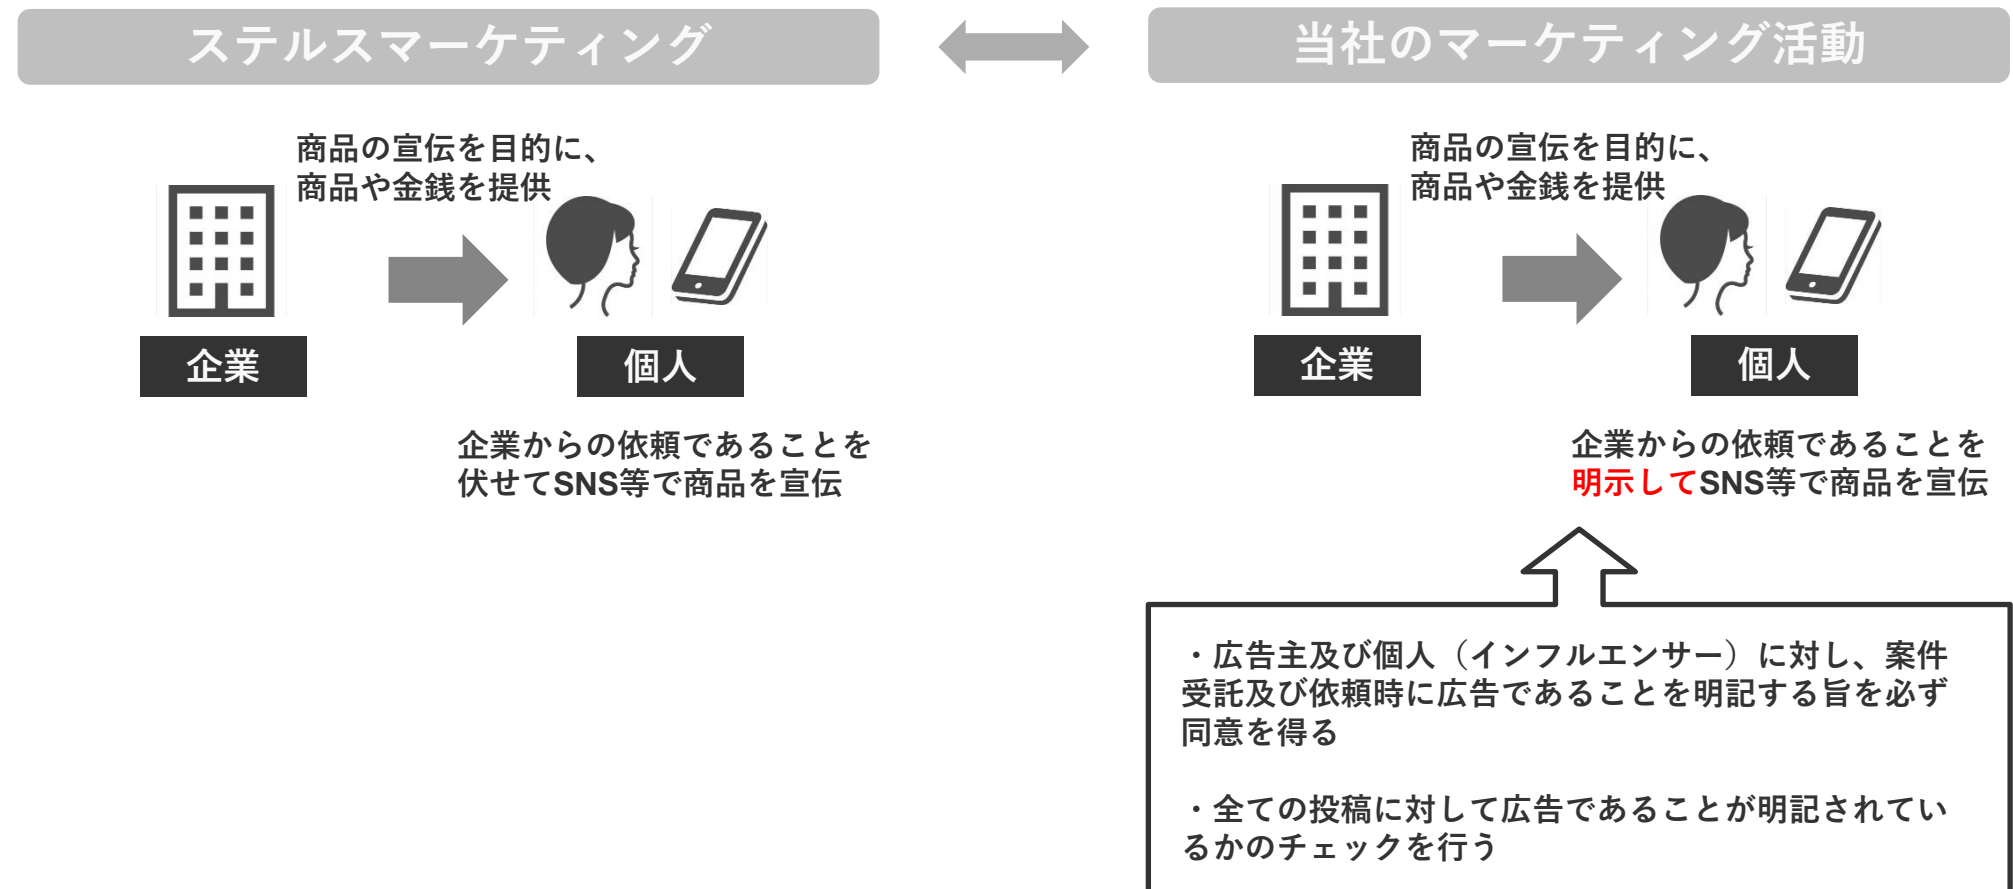 ステルスマーケティング
当社のマーケティング活動
商品の宣伝を目的に、
商品や金銭を提供
企業
個人
企業からの依頼であることを
伏せてSNS等で商品を宣伝
商品の宣伝を目的に、
商品や金銭を提供
企業
個人
企業からの依頼であることを
明示してSNS等で商品を宣伝
・広告主及び個人（インフルエンサー）に対し、案件
受託及び依頼時に広告であることを明記する旨を必ず
同意を得る
・全ての投稿に対して広告であることが明記されてい
るかのチェックを行う